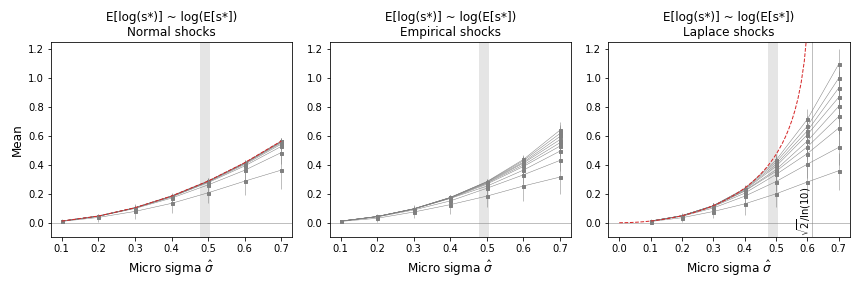 E[log(s*)] ~ log(E[s*])
Normal shocks
Mean
1.2
1.0
0.8
0.6
0.4
0.2
0.0
0.1 0.2 0.3 0.4 0.5 0.6 0.7
Micro sigma σ̂
E[log(s*)] ~ log(E[s*])
Empirical shocks
1.2
1.0
0.8
0.6
0.4
0.2
0.0
0.1 0.2 0.3 0.4 0.5 0.6 0.7
Micro sigma σ̂
E[log(s*)] ~ log(E[s*])
Laplace shocks
1.2
1.0
0.8
0.6
0.4
0.2
0.0
√2/ln(10)
0.0 0.1 0.2 0.3 0.4 0.5 0.6 0.7
Micro sigma σ̂